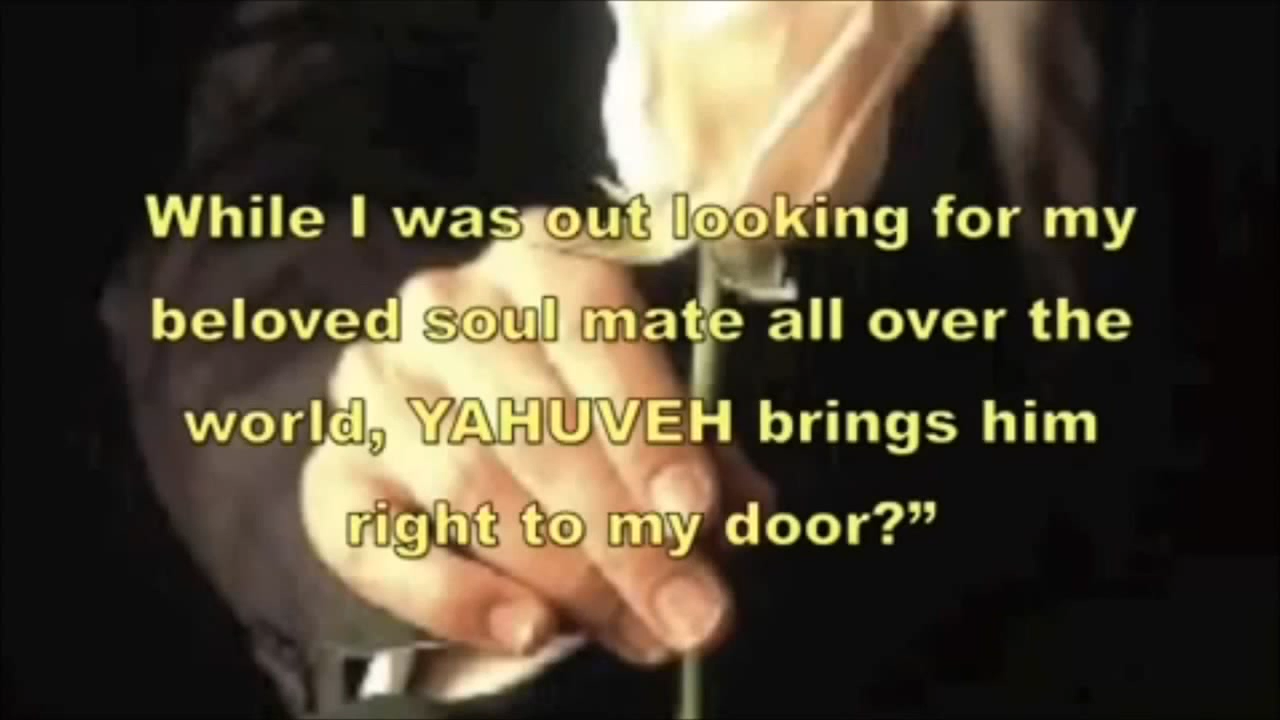 While I was out looking for my
beloved soul mate all over the
world, YAHUVEH brings him
right to my door?”